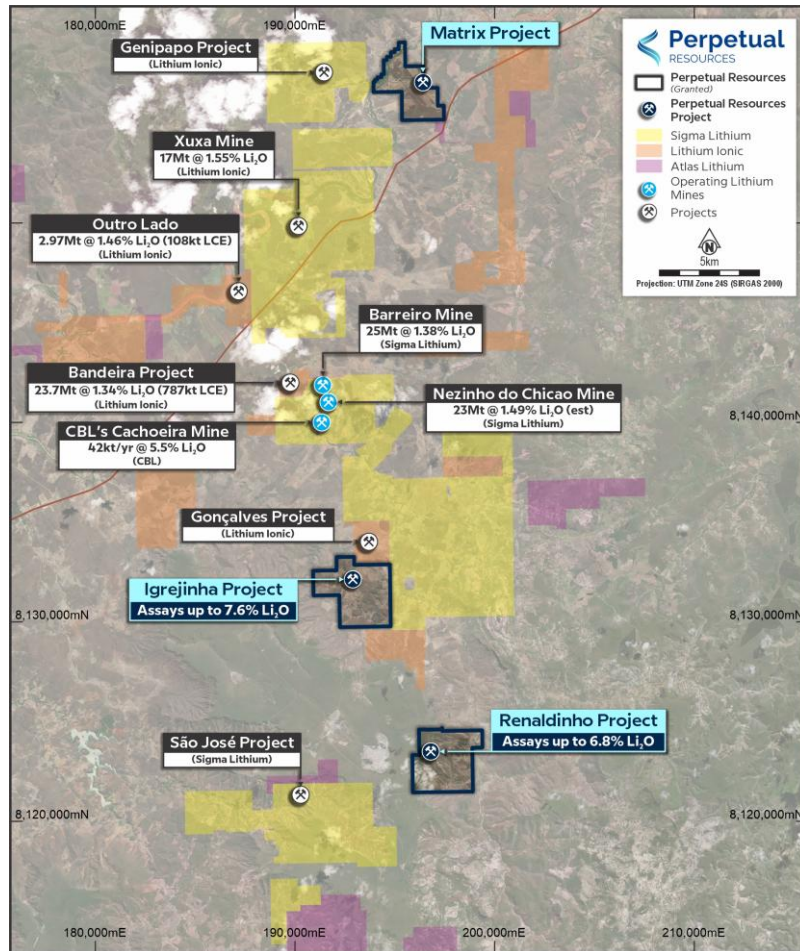 180,000mE
190,000mE
Genipapo Project
(Lithium Ionic)
Matrix Project
Perpetual
RESOURCES
Perpetual Resources
(Granted)
Perpetual Resources
Project
Sigma Lithium
Lithium Ionic
Atlas Lithium
Operating Lithium
Mines
Projects
N
5km
Projection: UTM Zone 24S (SIRGAS 2000)
Xuxa Mine
17Mt @ 1.55% Li₂O
(Lithium Ionic)
Outro Lado
2.97Mt @ 1.46% Li₂O (108kt LCE)
(Lithium Ionic)
Barreiro Mine
25Mt @ 1.38% Li₂O
(Sigma Lithium)
Bandeira Project
23.7Mt @ 1.34% Li₂O (787kt LCE)
(Lithium Ionic)
Nezinho do Chicao Mine
23Mt @ 1.49% Li₂O (est)
(Sigma Lithium)
8,140,000mN
CBL's Cachoeira Mine
42kt/yr @ 5.5% Li₂O
(CBL)
Gonçalves Project
(Lithium Ionic)
Igrejinha Project
Assays up to 7.6% Li₂O
8,130,000mN
8,130,000mN
Renaldinho Project
Assays up to 6.8% Li₂O
São José Project
(Sigma Lithium)
8,120,000mN
8,120,000mN
180,000mE
190,000mE
200,000mE
210,000mE